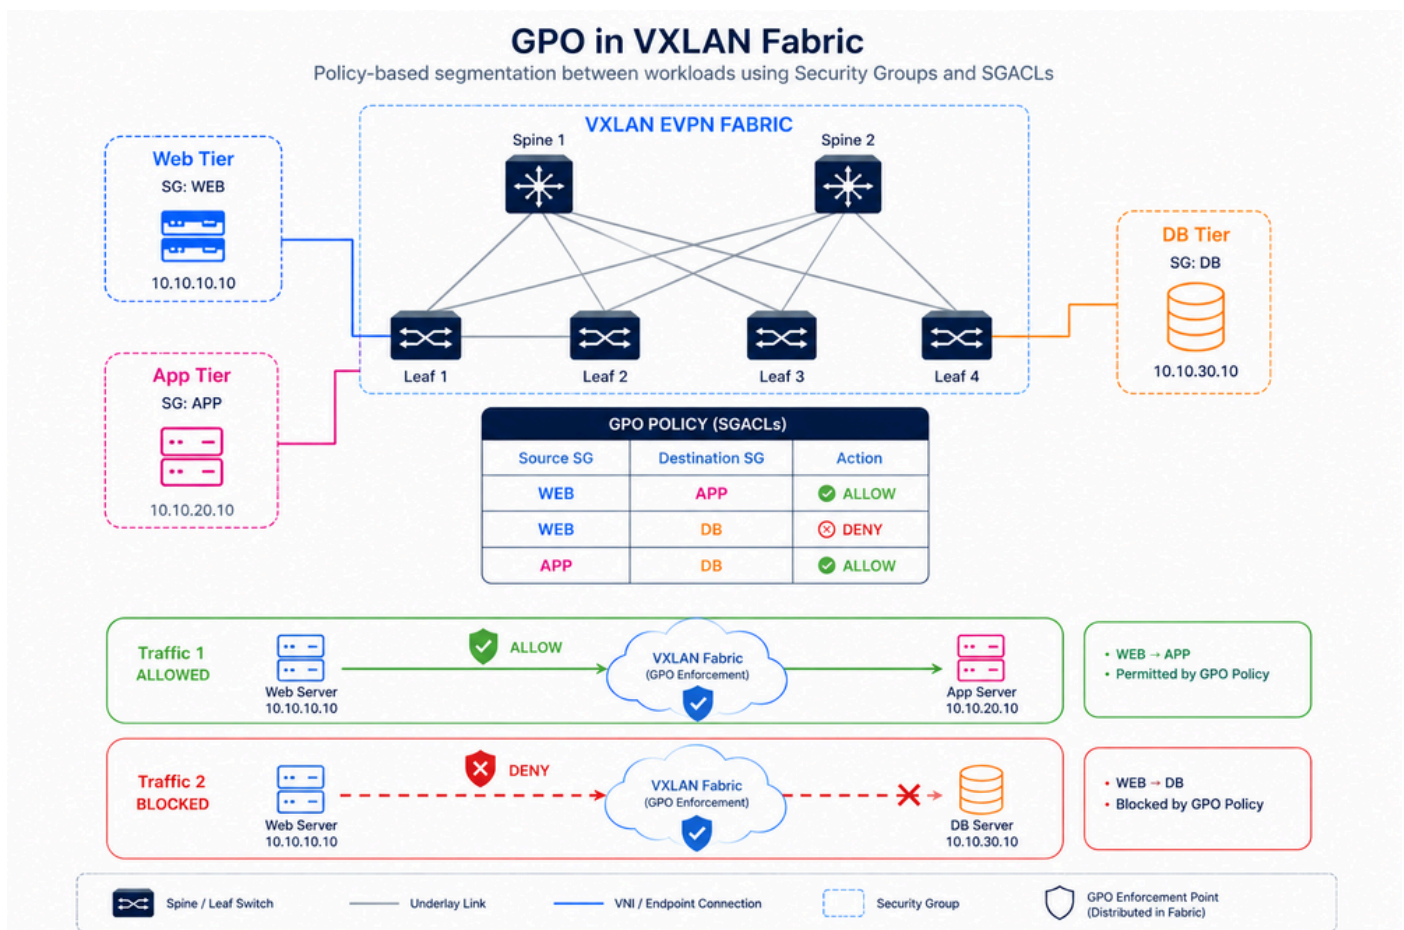 GPO in VXLAN Fabric
Policy-based segmentation between workloads using Security Groups and SGACLs
VXLAN EVPN FABRIC
Spine 1
Spine 2
Web Tier
SG: WEB
10.10.10.10
App Tier
SG: APP
10.10.20.10
DB Tier
SG: DB
10.10.30.10
Leaf 1
Leaf 2
Leaf 3
Leaf 4
GPO POLICY (SGACLs)
Source SG Destination SG Action
WEB APP ALLOW
WEB DB DENY
APP DB ALLOW
Traffic 1
ALLOWED
Web Server
10.10.10.10
ALLOW
VXLAN Fabric
(GPO Enforcement)
App Server
10.10.20.10
• WEB → APP
• Permitted by GPO Policy
Traffic 2
BLOCKED
Web Server
10.10.10.10
DENY
VXLAN Fabric
(GPO Enforcement)
DB Server
10.10.30.10
• WEB → DB
• Blocked by GPO Policy
Spine / Leaf Switch
Underlay Link
VNI / Endpoint Connection
Security Group
GPO Enforcement Point
(Distributed in Fabric)